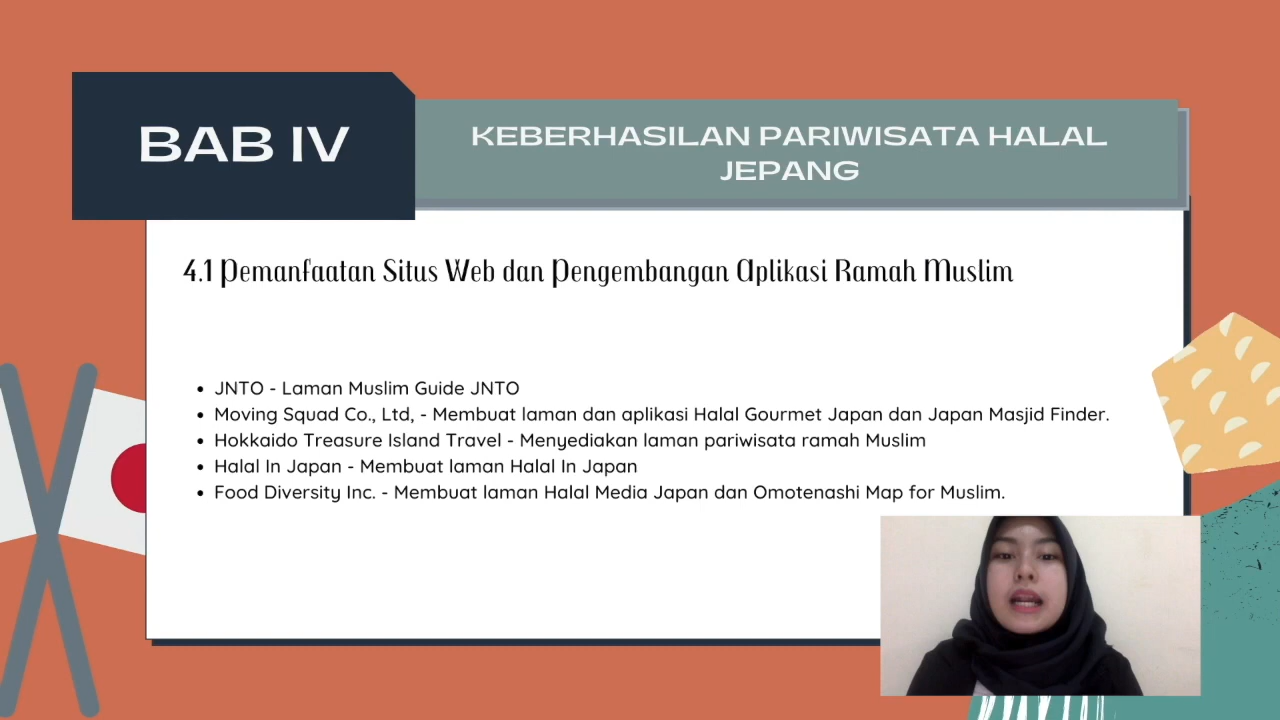 BAB IV
KEBERHASILAN PARIWISATA HALAL
JEPANG
4.1 Pemanfaatan Situs Web dan Pengembangan Aplikasi Ramah Muslim
• JNTO - Laman Muslim Guide JNTO
• Moving Squad Co., Ltd, - Membuat laman dan aplikasi Halal Gourmet Japan dan Japan Masjid Finder.
• Hokkaido Treasure Island Travel - Menyediakan laman pariwisata ramah Muslim
• Halal In Japan - Membuat laman Halal In Japan
• Food Diversity Inc. - Membuat laman Halal Media Japan dan Omotenashi Map for Muslim.